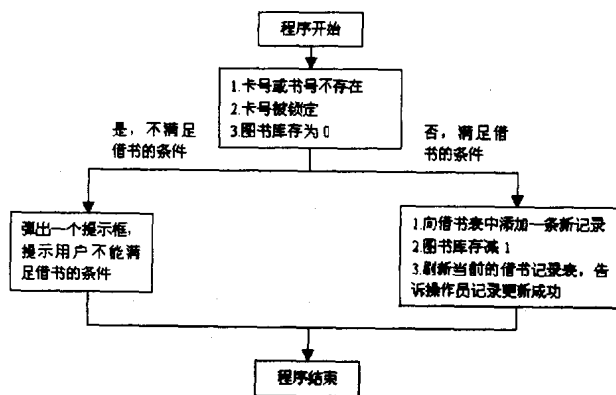 程序开始
1.卡号或书号不存在
2.卡号被锁定
3.图书库存为 0
是，不满足
借书的条件
否，满足借
书的条件
弹出一个提示框，
提示用户不能满
足借书的条件
1.向借书表中添加一条新记录
2.图书库存减 1
3.刷新当前的借书记录表，告
诉操作员记录更新成功
程序结束